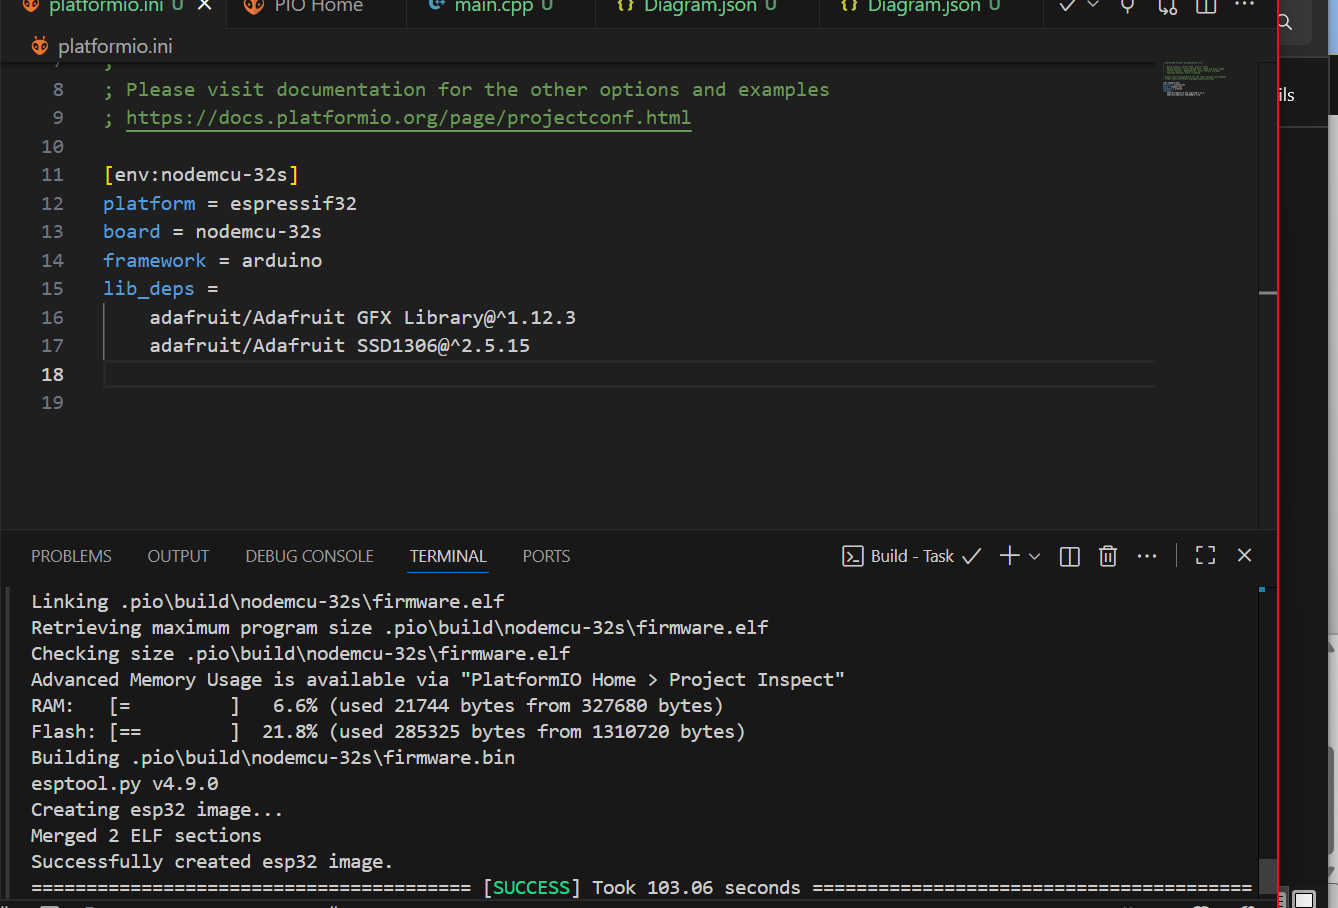 platformio.ini U
PIO Home
main.cpp U
Diagram.json U
Diagram.json U
platformio.ini
ils
7 ;
8 ; Please visit documentation for the other options and examples
9 ; https://docs.platformio.org/page/projectconf.html
10
11 [env:nodemcu-32s]
12 platform = espressif32
13 board = nodemcu-32s
14 framework = arduino
15 lib_deps =
16 adafruit/Adafruit GFX Library@^1.12.3
17 adafruit/Adafruit SSD1306@^2.5.15
18
19
PROBLEMS OUTPUT DEBUG CONSOLE TERMINAL PORTS Build - Task
Linking .pio\build\nodemcu-32s\firmware.elf
Retrieving maximum program size .pio\build\nodemcu-32s\firmware.elf
Checking size .pio\build\nodemcu-32s\firmware.elf
Advanced Memory Usage is available via "PlatformIO Home > Project Inspect"
RAM: [= ] 6.6% (used 21744 bytes from 327680 bytes)
Flash: [== ] 21.8% (used 285325 bytes from 1310720 bytes)
Building .pio\build\nodemcu-32s\firmware.bin
esptool.py v4.9.0
Creating esp32 image...
Merged 2 ELF sections
Successfully created esp32 image.
======================================== [SUCCESS] Took 103.06 seconds ========================================